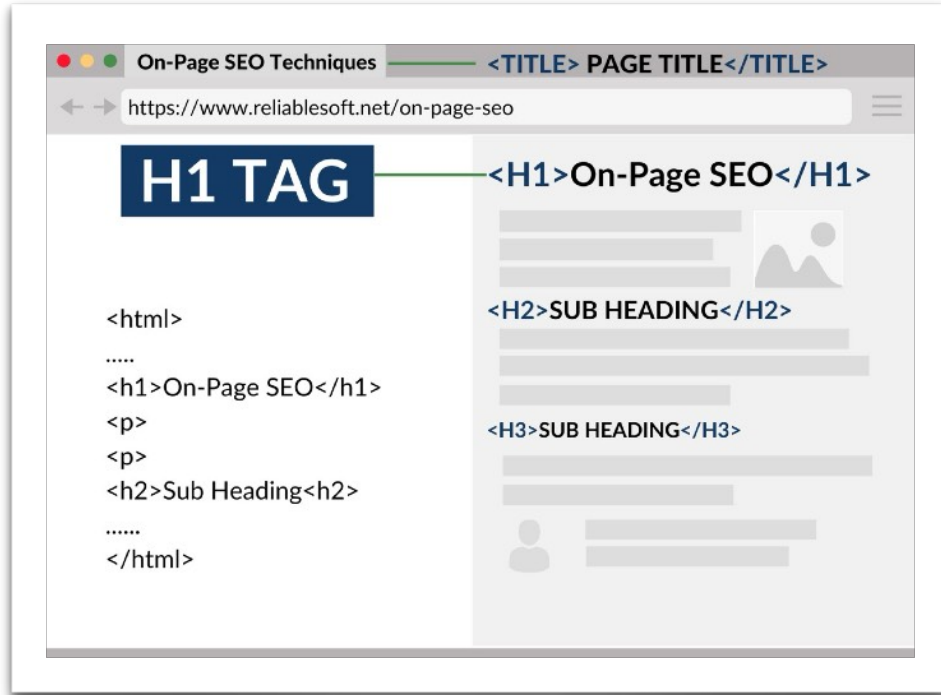 On-Page SEO Techniques <TITLE> PAGE TITLE</TITLE>
https://www.reliablesoft.net/on-page-seo
H1 TAG
<html>
.....
<h1>On-Page SEO</h1>
<p>
<p>
<h2>Sub Heading<h2>
......
</html>
<H1>On-Page SEO</H1>
<H2>SUB HEADING</H2>
<H3>SUB HEADING</H3>